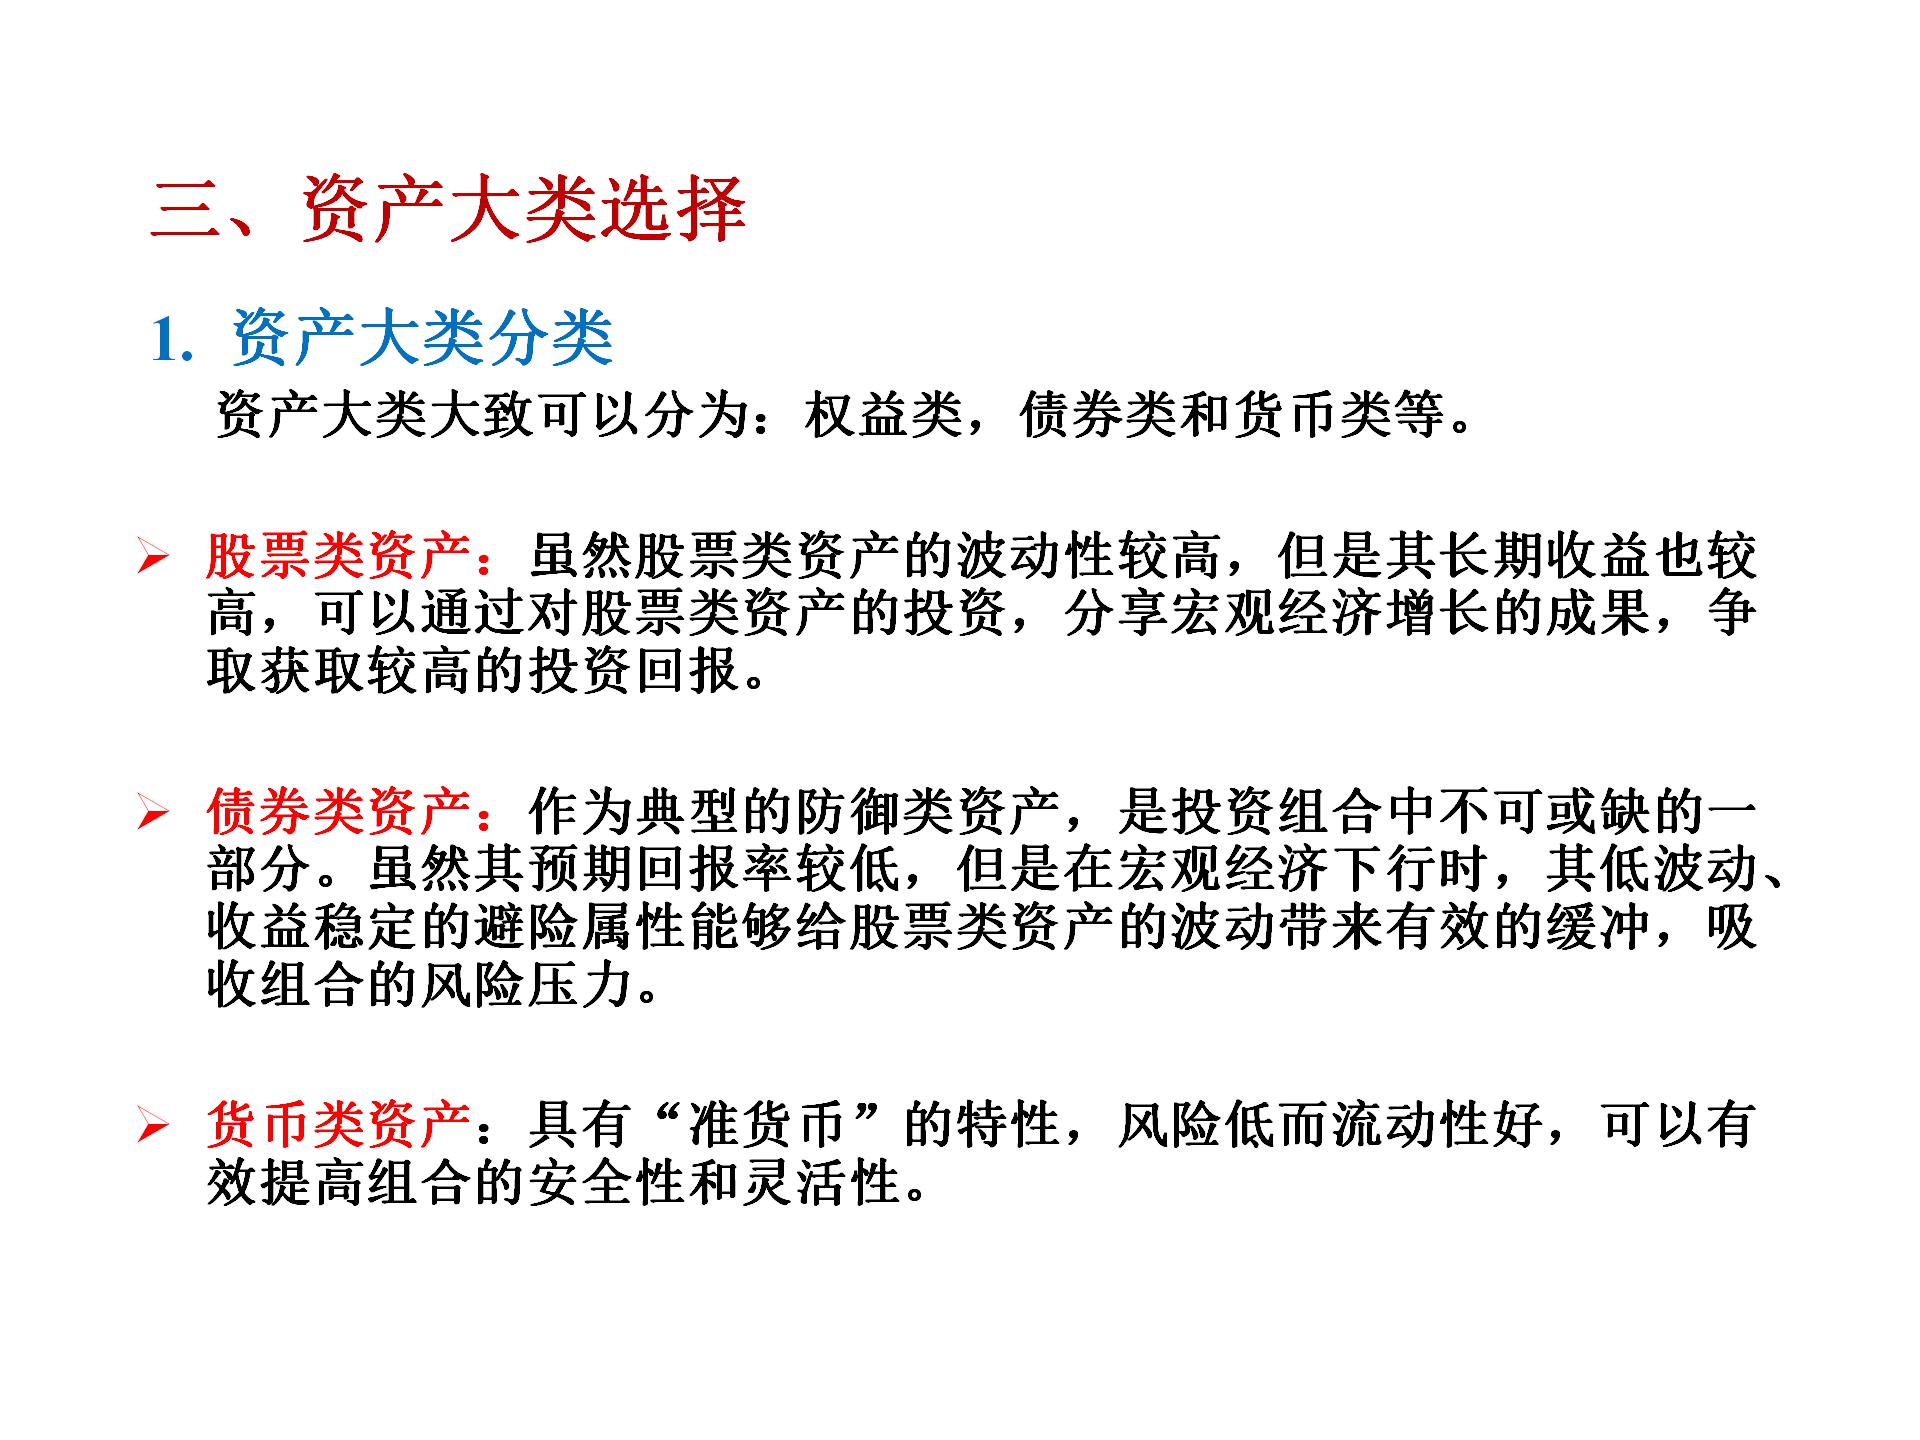 三、资产大类选择
1. 资产大类分类
资产大类大致可以分为：权益类，债券类和货币类等。
➢ 股票类资产：虽然股票类资产的波动性较高，但是其长期收益也较
高，可以通过对股票类资产的投资，分享宏观经济增长的成果，争
取获取较高的投资回报。
➢ 债券类资产：作为典型的防御类资产，是投资组合中不可或缺的一
部分。虽然其预期回报率较低，但是在宏观经济下行时，其低波动、
收益稳定的避险属性能够给股票类资产的波动带来有效的缓冲，吸
收组合的风险压力。
➢ 货币类资产：具有“准货币”的特性，风险低而流动性好，可以有
效提高组合的安全性和灵活性。